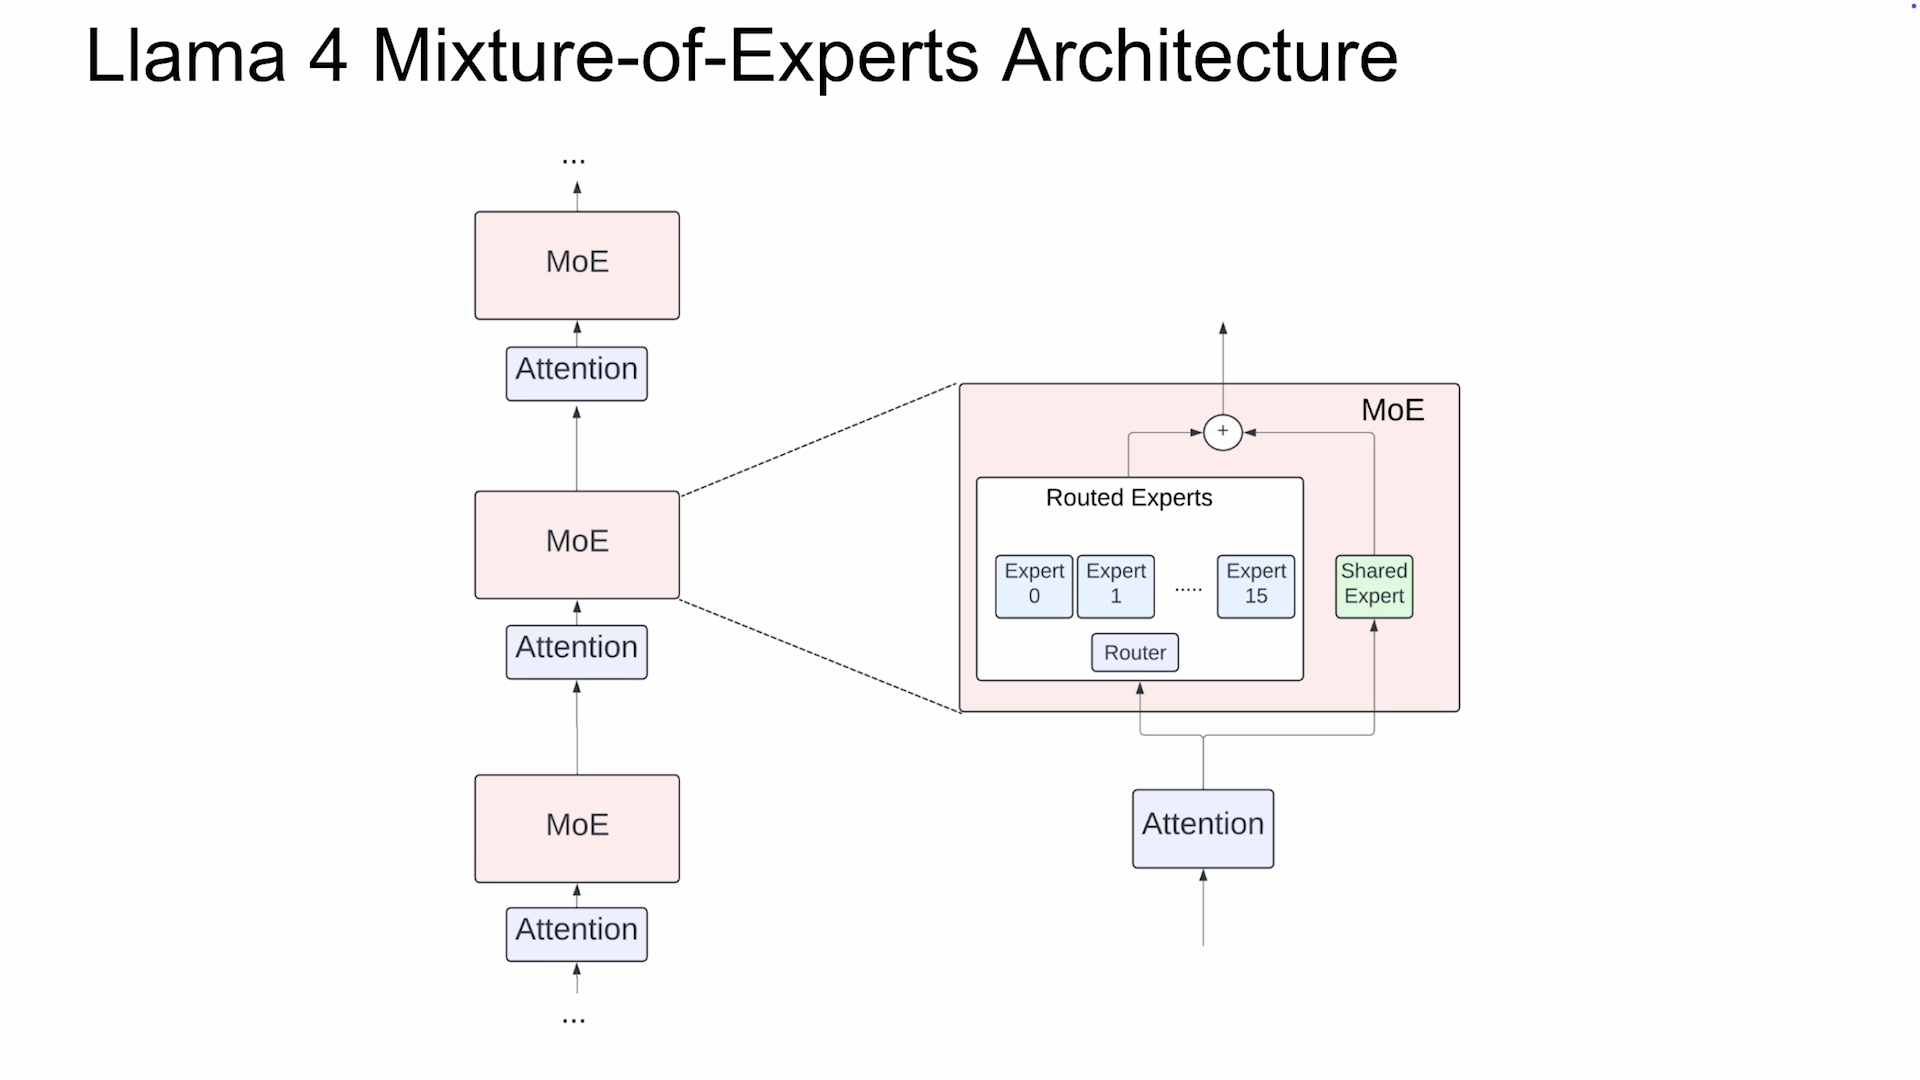 Llama 4 Mixture-of-Experts Architecture
...
MoE
Attention
MoE
Attention
MoE
Attention
...
MoE
+
Routed Experts
Expert
0
Expert
1
.....
Expert
15
Shared
Expert
Router
Attention